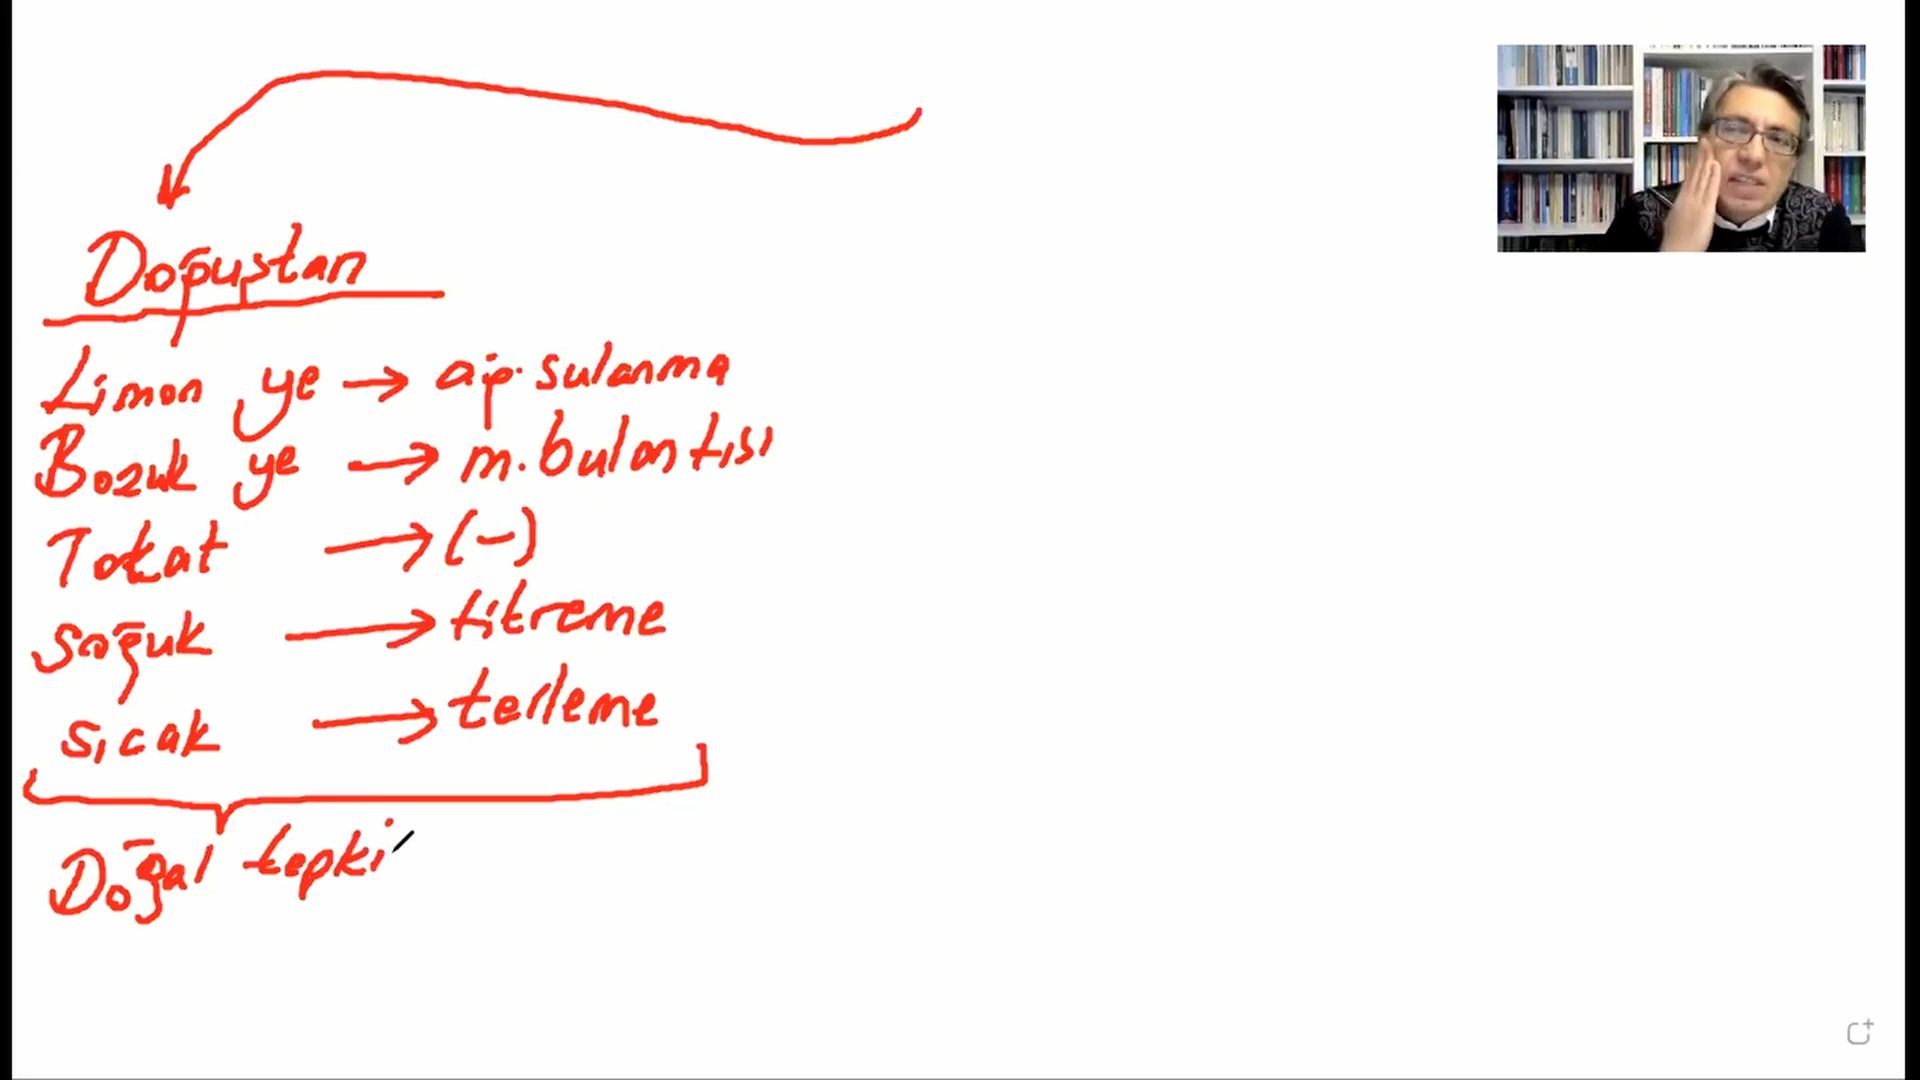 Doğuştan
Limon ye → ağ. sulanma
Bozuk ye → m. bulantısı
Tokat → (-)
Soğuk → titreme
Sıcak → terleme
Doğal tepki